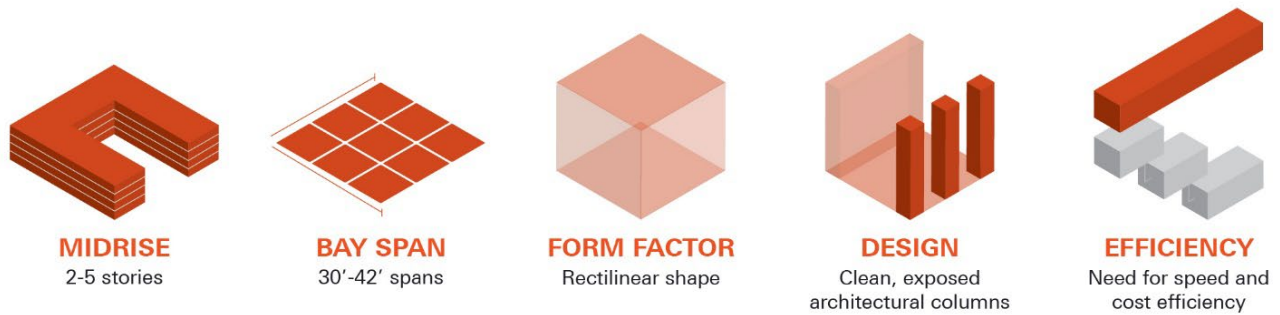 MIDRISE
2-5 stories
BAY SPAN
30’-42’ spans
FORM FACTOR
Rectilinear shape
DESIGN
Clean, exposed
architectural columns
EFFICIENCY
Need for speed and
cost efficiency